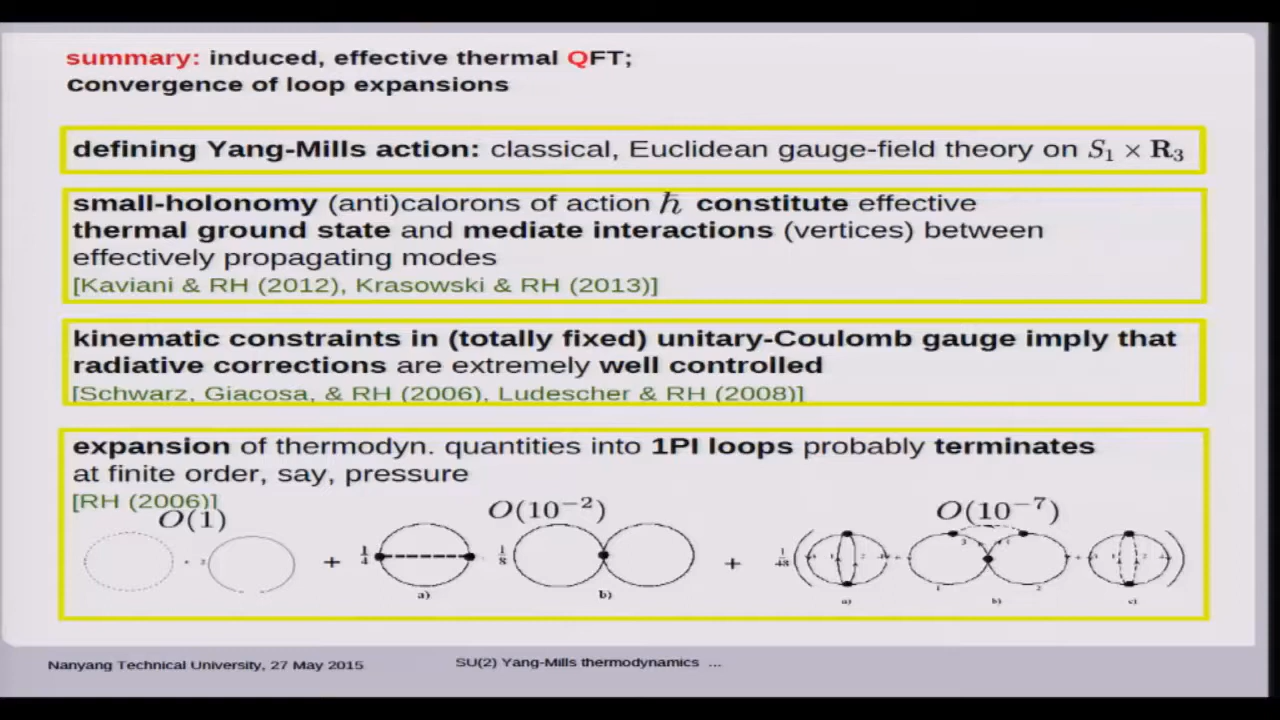 summary: induced, effective thermal QFT;
convergence of loop expansions
defining Yang-Mills action: classical, Euclidean gauge-field theory on S₁ × R₃
small-holonomy (anti)calorons of action ℏ constitute effective
thermal ground state and mediate interactions (vertices) between
effectively propagating modes
[Kaviani & RH (2012), Krasowski & RH (2013)]
kinematic constraints in (totally fixed) unitary-Coulomb gauge imply that
radiative corrections are extremely well controlled
[Schwarz, Giacosa, & RH (2006), Ludescher & RH (2008)]
expansion of thermodyn. quantities into 1PI loops probably terminates
at finite order, say, pressure
[RH (2006)]
O(1) O(10⁻²) O(10⁻⁷)
+ 1/4 1/8 + 1/48
a) b) a) b) c)
Nanyang Technical University, 27 May 2015 SU(2) Yang-Mills thermodynamics ...